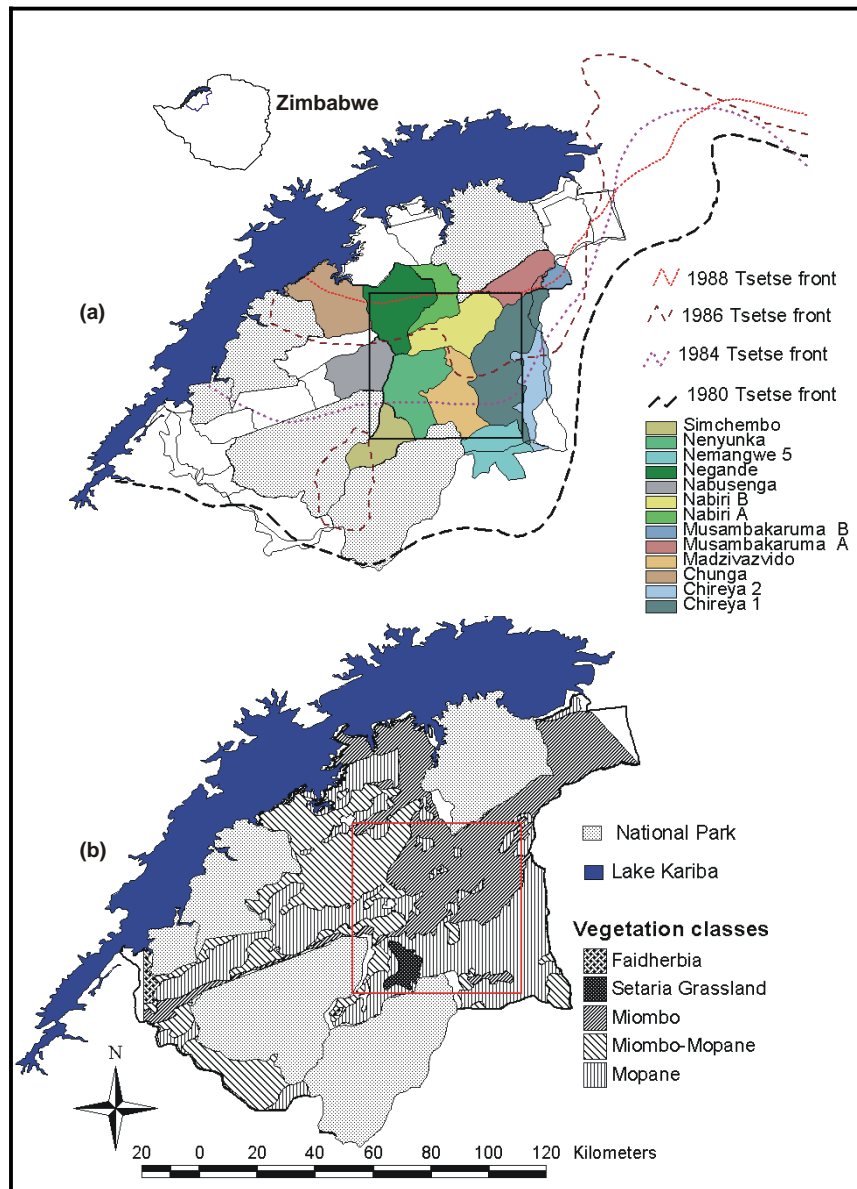 Zimbabwe
(a)
1988 Tsetse front
1986 Tsetse front
1984 Tsetse front
1980 Tsetse front
Simchembo
Nenyunka
Nemangwe 5
Negande
Nabusenga
Nabiri B
Nabiri A
Musambakaruma B
Musambakaruma A
Madzivazvido
Chunga
Chireya 2
Chireya 1
(b)
National Park
Lake Kariba
Vegetation classes
Faidherbia
Setaria Grassland
Miombo
Miombo-Mopane
Mopane
N
20 0 20 40 60 80 100 120 Kilometers